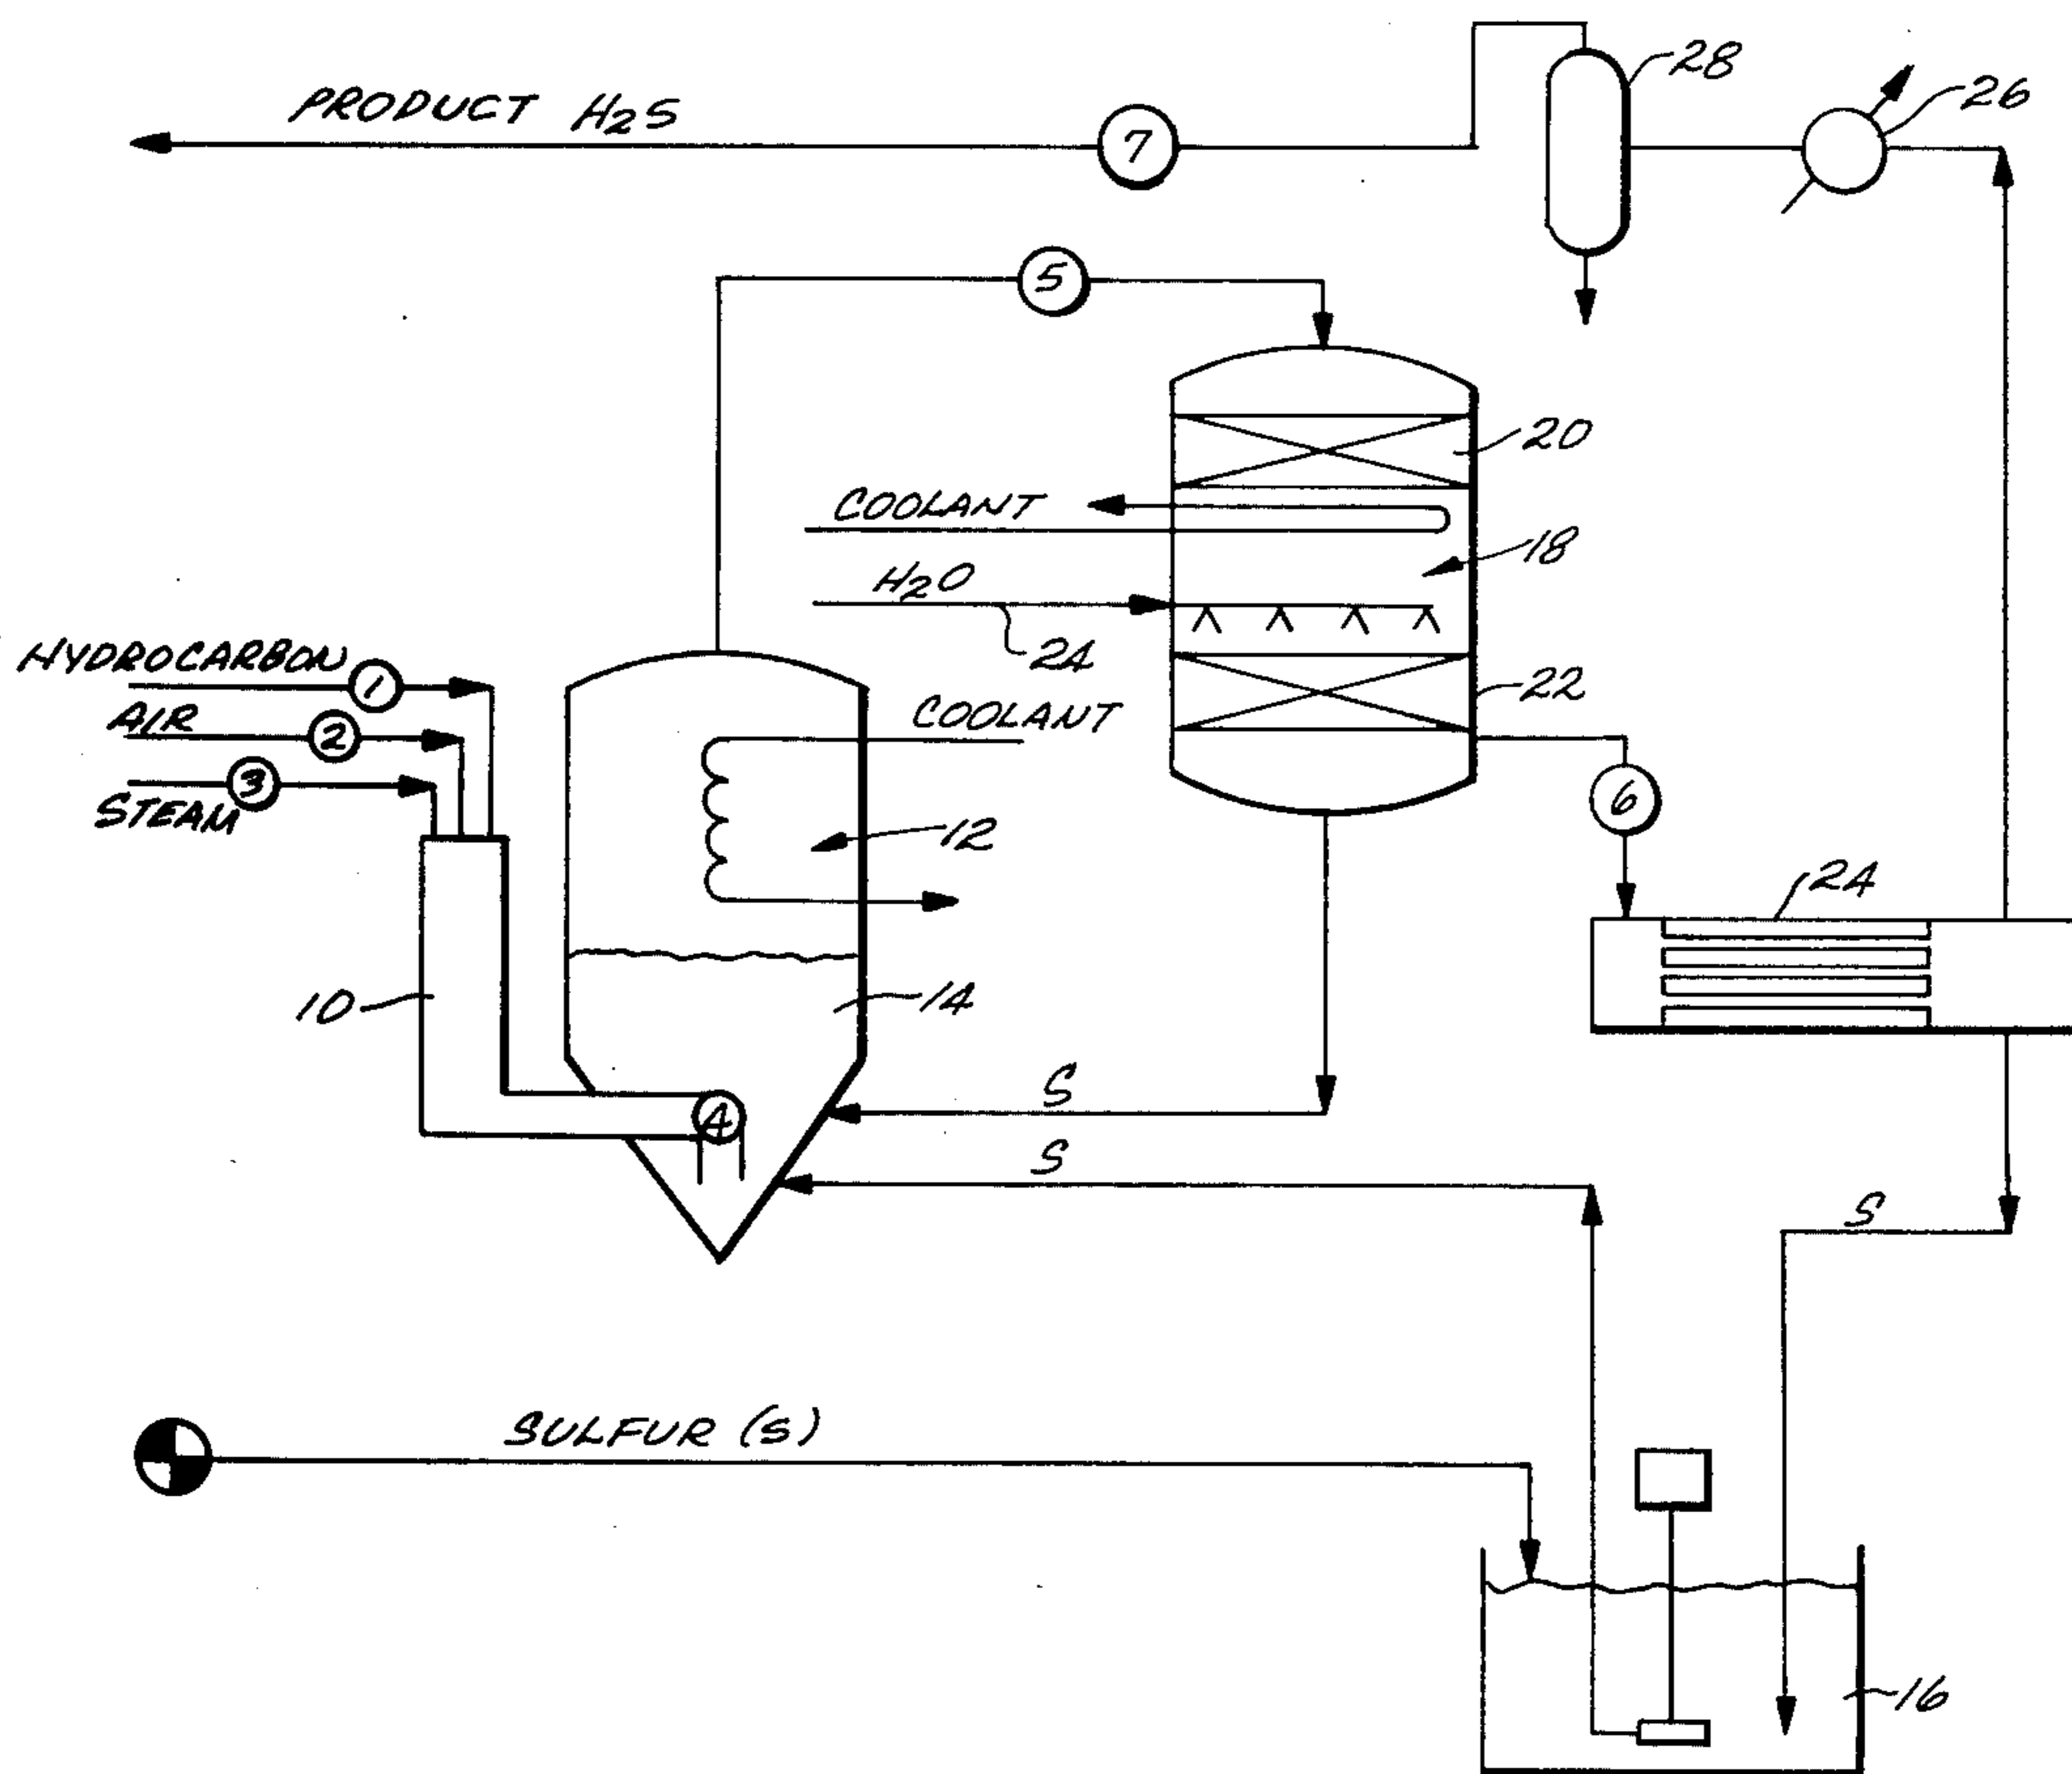 28
26
PRODUCT H2S
7
5
20
COOLANT
18
H2O
24
HYDROCARBON
1
22
AIR
2
COOLANT
3
STEAM
6
12
24
10
14
S
4
S
S
SULFUR (S)
16